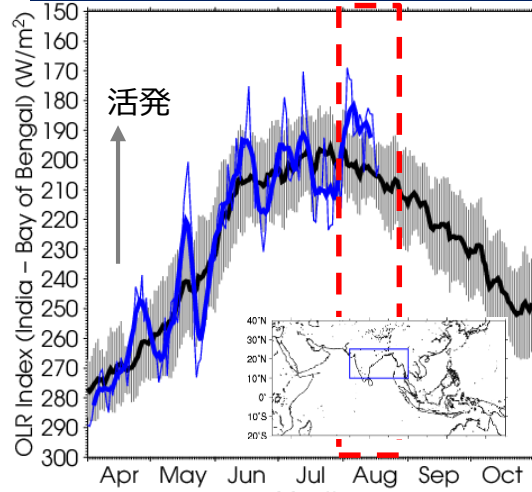 OLR Index (India – Bay of Bengal) (W/m²)
150
160
170
180
190
200
210
220
230
240
250
260
270
280
290
300
活発
40°N
30°N
20°N
10°N
0°
10°S
20°S
Apr
May
Jun
Jul
Aug
Sep
Oct